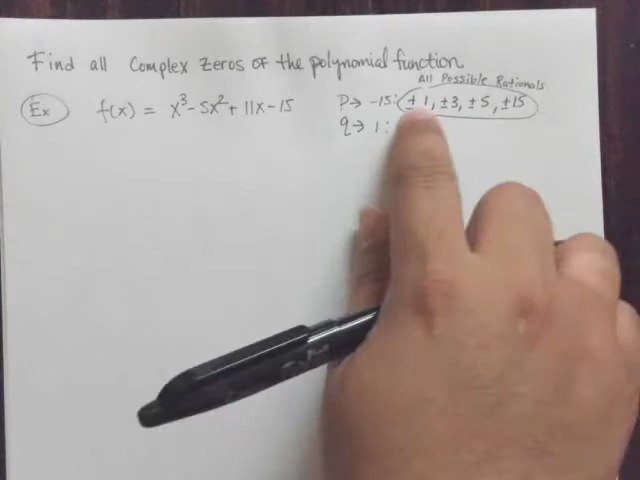 Find all Complex Zeros of the polynomial function
All Possible Rationals
Ex f(x) = x³-5x²+11x-15 p→ -15: ±1, ±3, ±5, ±15
q→ 1: